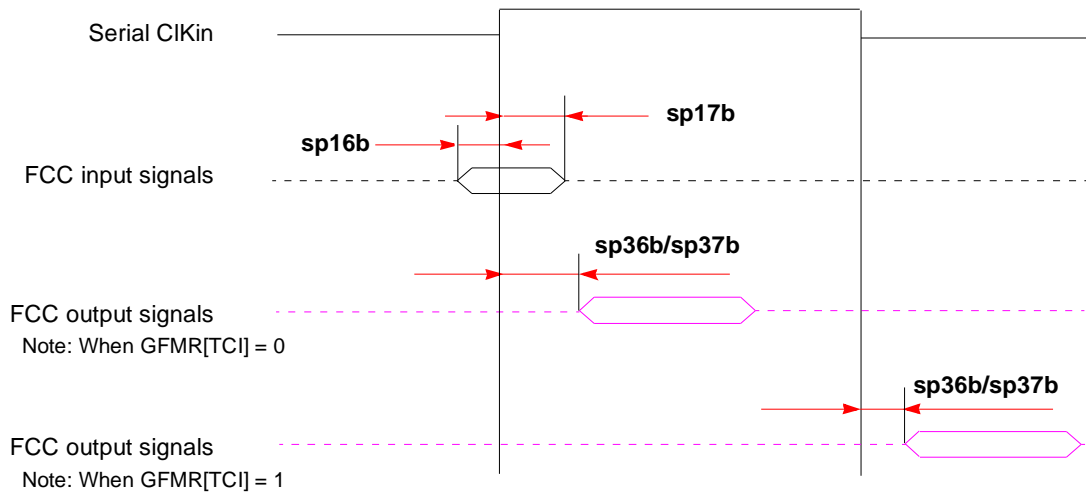 Serial ClKin
sp17b
sp16b
FCC input signals
sp36b/sp37b
FCC output signals
Note: When GFMR[TCI] = 0
sp36b/sp37b
FCC output signals
Note: When GFMR[TCI] = 1